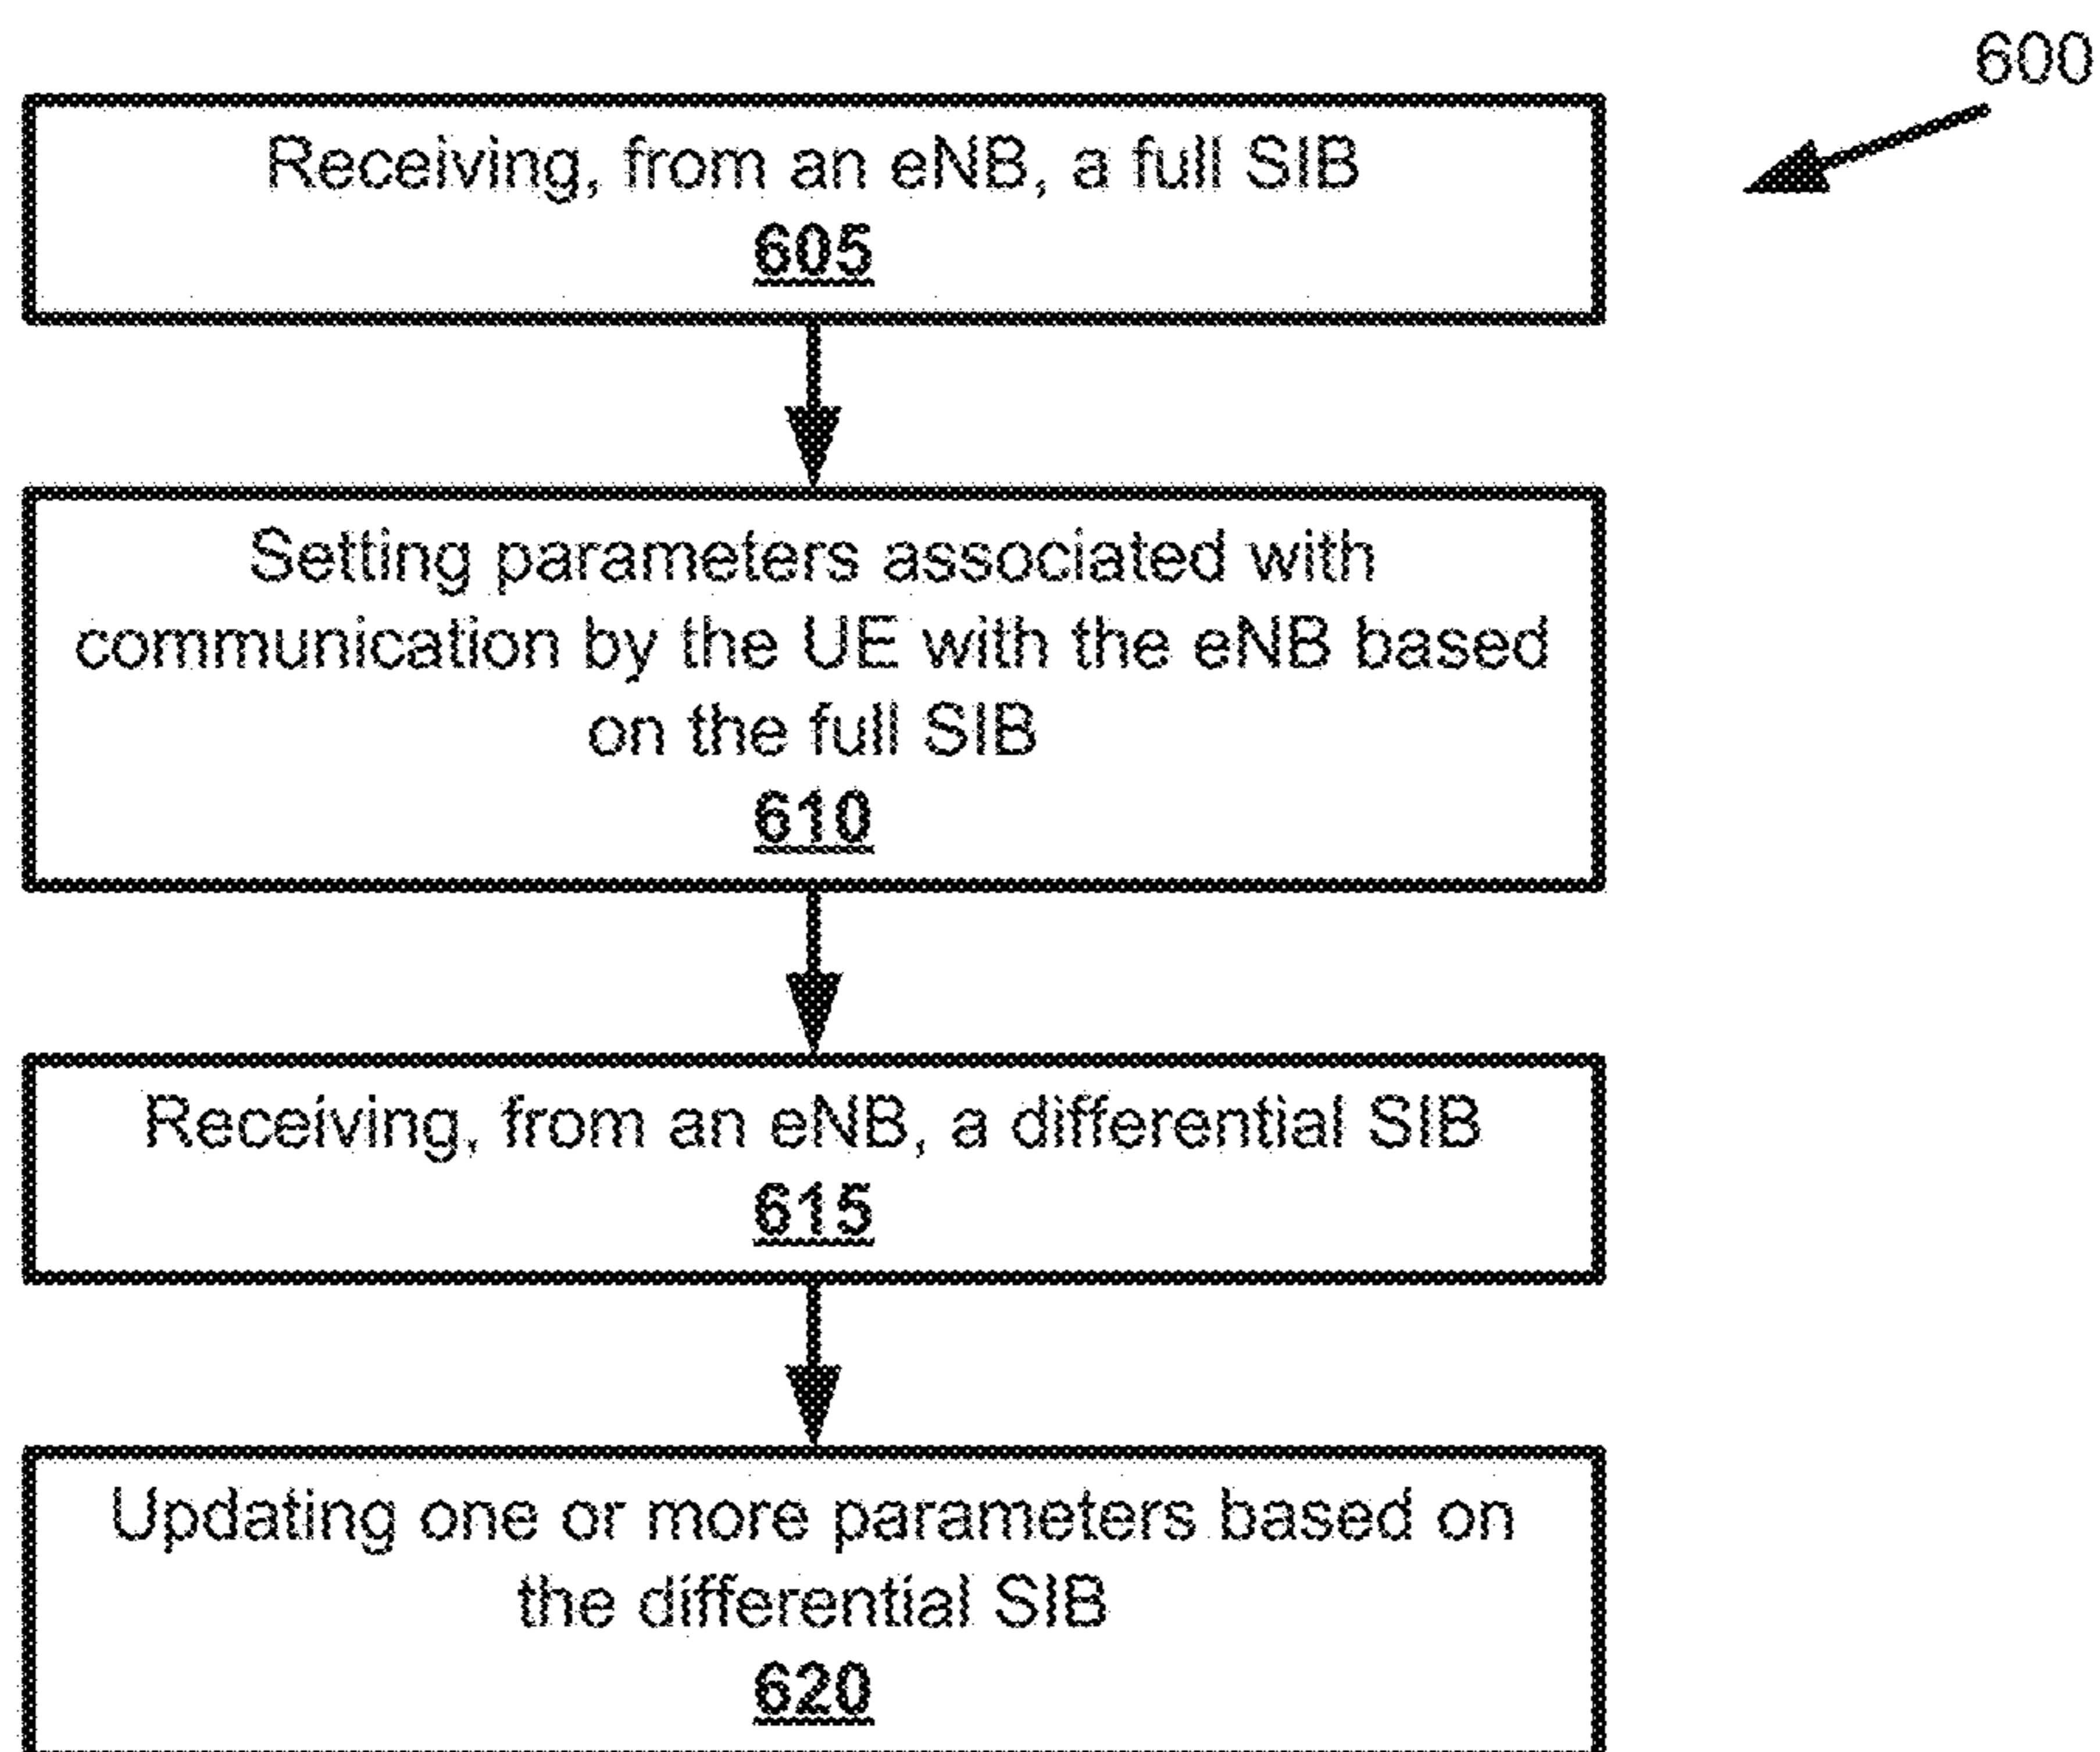 600
Receiving, from an eNB, a full SIB
605
Setting parameters associated with
communication by the UE with the eNB based
on the full SIB
610
Receiving, from an eNB, a differential SIB
615
Updating one or more parameters based on
the differential SIB
620